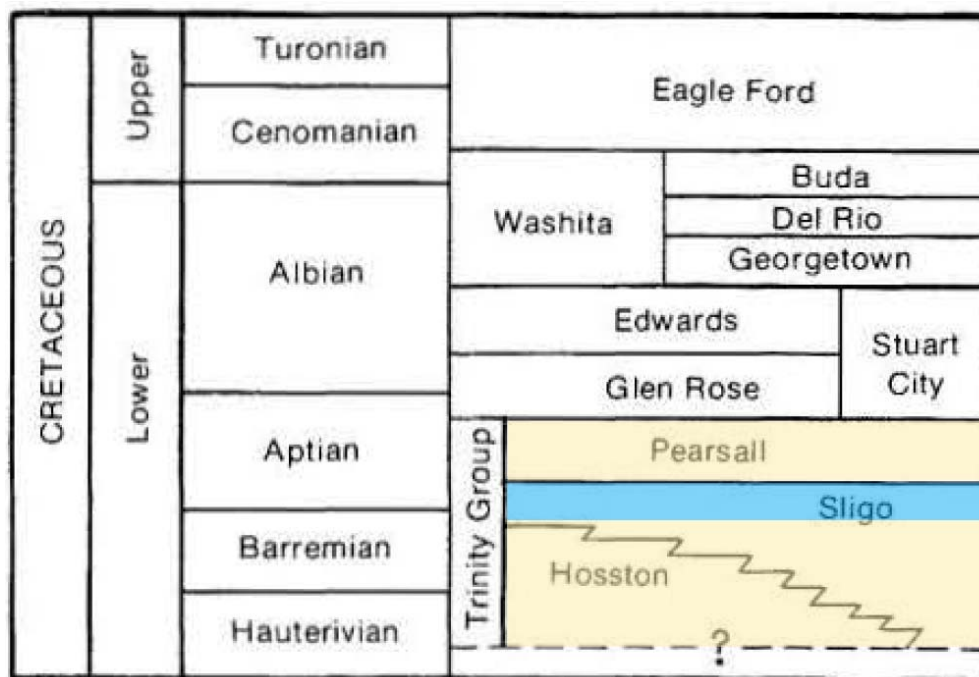 CRETACEOUS
Upper
Lower
Turonian
Cenomanian
Albian
Aptian
Barremian
Hauterivian
Eagle Ford
Washita
Buda
Del Rio
Georgetown
Edwards
Glen Rose
Stuart
City
Trinity Group
Pearsall
Sligo
Hosston
?